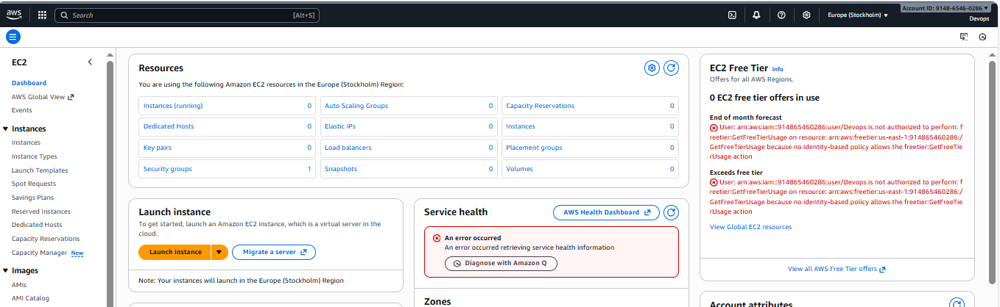 aws
Search
[Alt+S]
Europe (Stockholm)
Account ID: 9148-6546-0286
Devops
EC2
Dashboard
AWS Global View
Events
Instances
Instances
Instance Types
Launch Templates
Spot Requests
Savings Plans
Reserved Instances
Dedicated Hosts
Capacity Reservations
Capacity Manager New
Images
AMIs
AMI Catalog
Resources
You are using the following Amazon EC2 resources in the Europe (Stockholm) Region:
Instances (running) 0
Auto Scaling Groups 0
Capacity Reservations 0
Dedicated Hosts 0
Elastic IPs 0
Instances 0
Key pairs 0
Load balancers 0
Placement groups 0
Security groups 1
Snapshots 0
Volumes 0
Launch instance
To get started, launch an Amazon EC2 instance, which is a virtual server in the
cloud.
Launch instance
Migrate a server
Note: Your instances will launch in the Europe (Stockholm) Region
Service health
AWS Health Dashboard
An error occurred
An error occurred retrieving service health information
Diagnose with Amazon Q
Zones
EC2 Free Tier Info
Offers for all AWS Regions.
0 EC2 free tier offers in use
End of month forecast
User: arn:aws:iam::914865460286:user/Devops is not authorized to perform: f
reetier:GetFreeTierUsage on resource: arn:aws:freetier:us-east-1:914865460286:/
GetFreeTierUsage because no identity-based policy allows the freetier:GetFreeTie
rUsage action
Exceeds free tier
User: arn:aws:iam::914865460286:user/Devops is not authorized to perform: f
reetier:GetFreeTierUsage on resource: arn:aws:freetier:us-east-1:914865460286:/
GetFreeTierUsage because no identity-based policy allows the freetier:GetFreeTie
rUsage action
View Global EC2 resources
View all AWS Free Tier offers
Account attributes